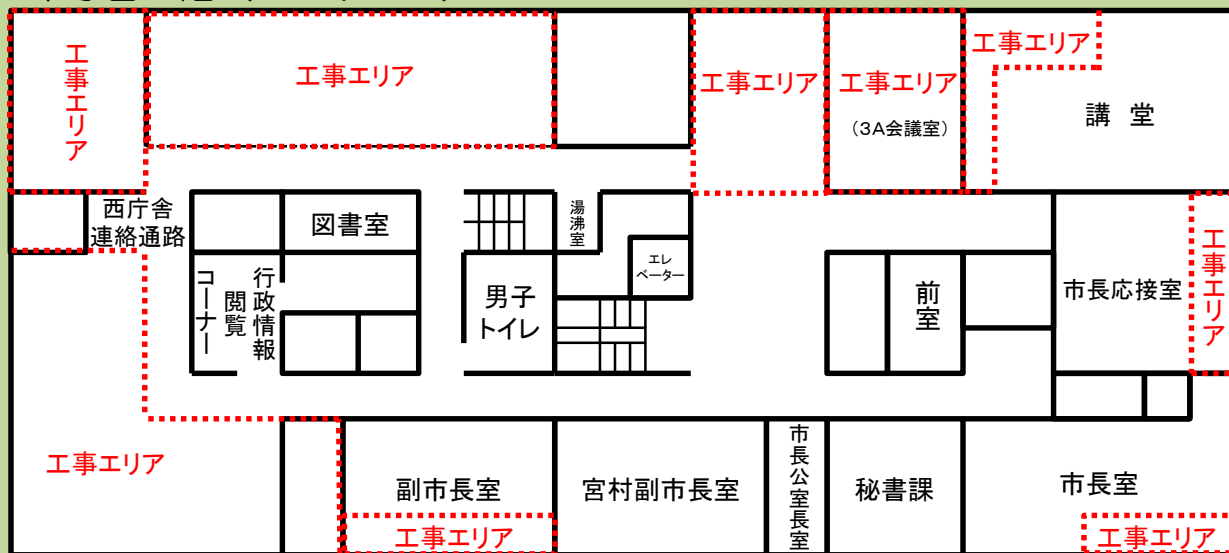 工事エリア
工事エリア
工事エリア
工事エリア
(3A会議室)
工事エリア
講 堂
西庁舎
連絡通路
図書室
湯沸室
エレ
ベーター
行政情報
閲覧
コーナー
男子
トイレ
前室
市長応接室
工事エリア
工事エリア
副市長室
工事エリア
宮村副市長室
市長公室長室
秘書課
市長室
工事エリア